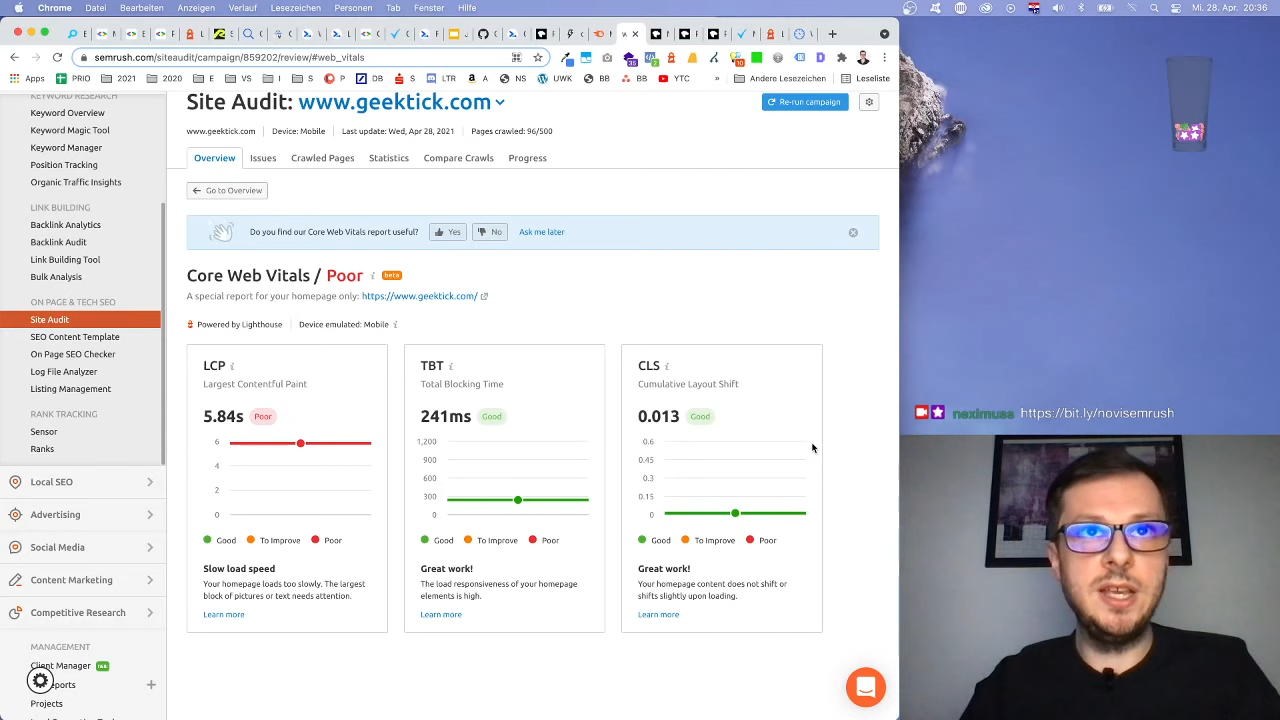 Chrome Datei Bearbeiten Anzeigen Verlauf Lesezeichen Personen Tab Fenster Hilfe
Mi. 28. Apr. 20:36
semrush.com/siteaudit/campaign/859202/review/#web_vitals
Apps PRIO 2021 2020 E VS S P DB S LTR A NS UWK BB BB YTC » Andere Lesezeichen Leseliste
KEYWORD RESEARCH
Keyword Overview
Keyword Magic Tool
Keyword Manager
Position Tracking
Organic Traffic Insights
LINK BUILDING
Backlink Analytics
Backlink Audit
Link Building Tool
Bulk Analysis
ON PAGE & TECH SEO
Site Audit
SEO Content Template
On Page SEO Checker
Log File Analyzer
Listing Management
RANK TRACKING
Sensor
Ranks
Local SEO
Advertising
Social Media
Content Marketing
Competitive Research
MANAGEMENT
Client Manager
Projects
Site Audit: www.geektick.com
Re-run campaign
www.geektick.com Device: Mobile Last update: Wed, Apr 28, 2021 Pages crawled: 96/500
Overview Issues Crawled Pages Statistics Compare Crawls Progress
Go to Overview
Do you find our Core Web Vitals report useful? Yes No Ask me later
Core Web Vitals / Poor i beta
A special report for your homepage only: https://www.geektick.com/
Powered by Lighthouse Device emulated: Mobile i
LCP i
Largest Contentful Paint
5.84s Poor
6
4
2
0
Good To Improve Poor
Slow load speed
Your homepage loads too slowly. The largest
block of pictures or text needs attention.
Learn more
TBT i
Total Blocking Time
241ms Good
1,200
900
600
300
0
Good To Improve Poor
Great work!
The load responsiveness of your homepage
elements is high.
Learn more
CLS i
Cumulative Layout Shift
0.013 Good
0.6
0.45
0.3
0.15
0
Good To Improve Poor
Great work!
Your homepage content does not shift or
shifts slightly upon loading.
Learn more
neximuss https://bit.ly/novisemrush